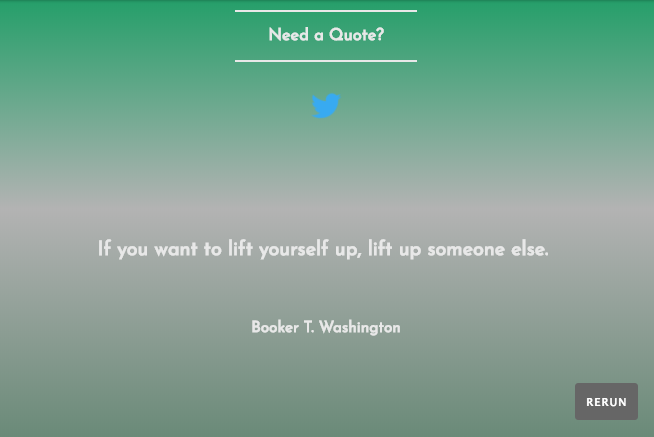 Need a Quote?
If you want to lift yourself up, lift up someone else.
Booker T. Washington
RERUN